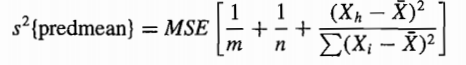 s²{predmean} = MSE [ 1/m + 1/n + (X_h − X̄)² / ∑(X_i − X̄)² ]